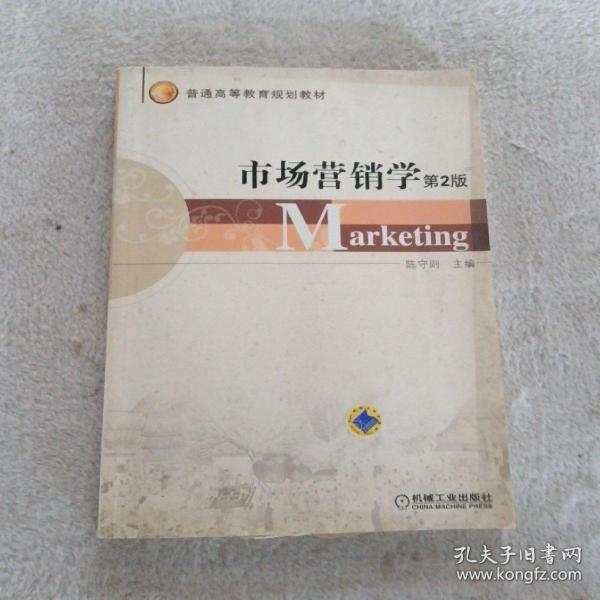 普通高等教育规划教材
市场营销学 第2版
Marketing
陈守则 主编
机械工业出版社
CHINA MACHINE PRESS
孔夫子旧书网
www.kongfz.com